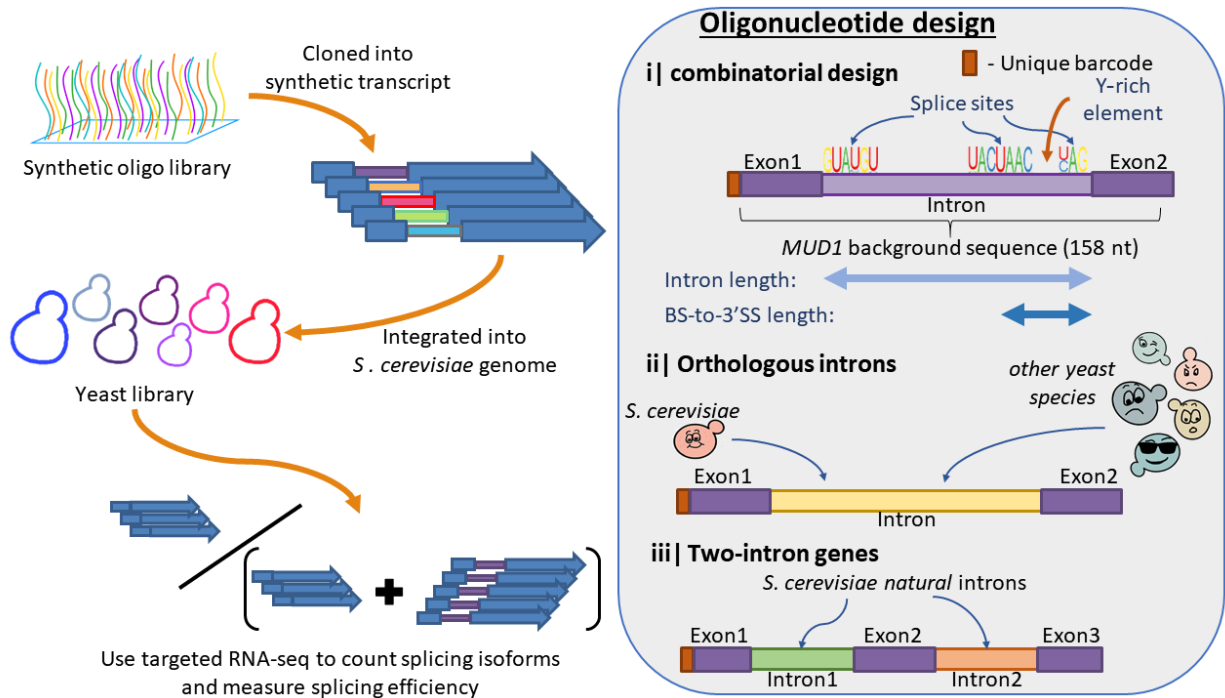 Cloned into
synthetic transcript
Synthetic oligo library
Integrated into
S . cerevisiae genome
Yeast library
Use targeted RNA-seq to count splicing isoforms
and measure splicing efficiency
Oligonucleotide design
i| combinatorial design
- Unique barcode
Splice sites
Y-rich
element
Exon1
GUAUGU
UACUAAC
UCAG
Exon2
Intron
MUD1 background sequence (158 nt)
Intron length:
BS-to-3'SS length:
ii| Orthologous introns
S. cerevisiae
other yeast
species
Exon1
Exon2
Intron
iii| Two-intron genes
S. cerevisiae natural introns
Exon1
Exon2
Exon3
Intron1
Intron2